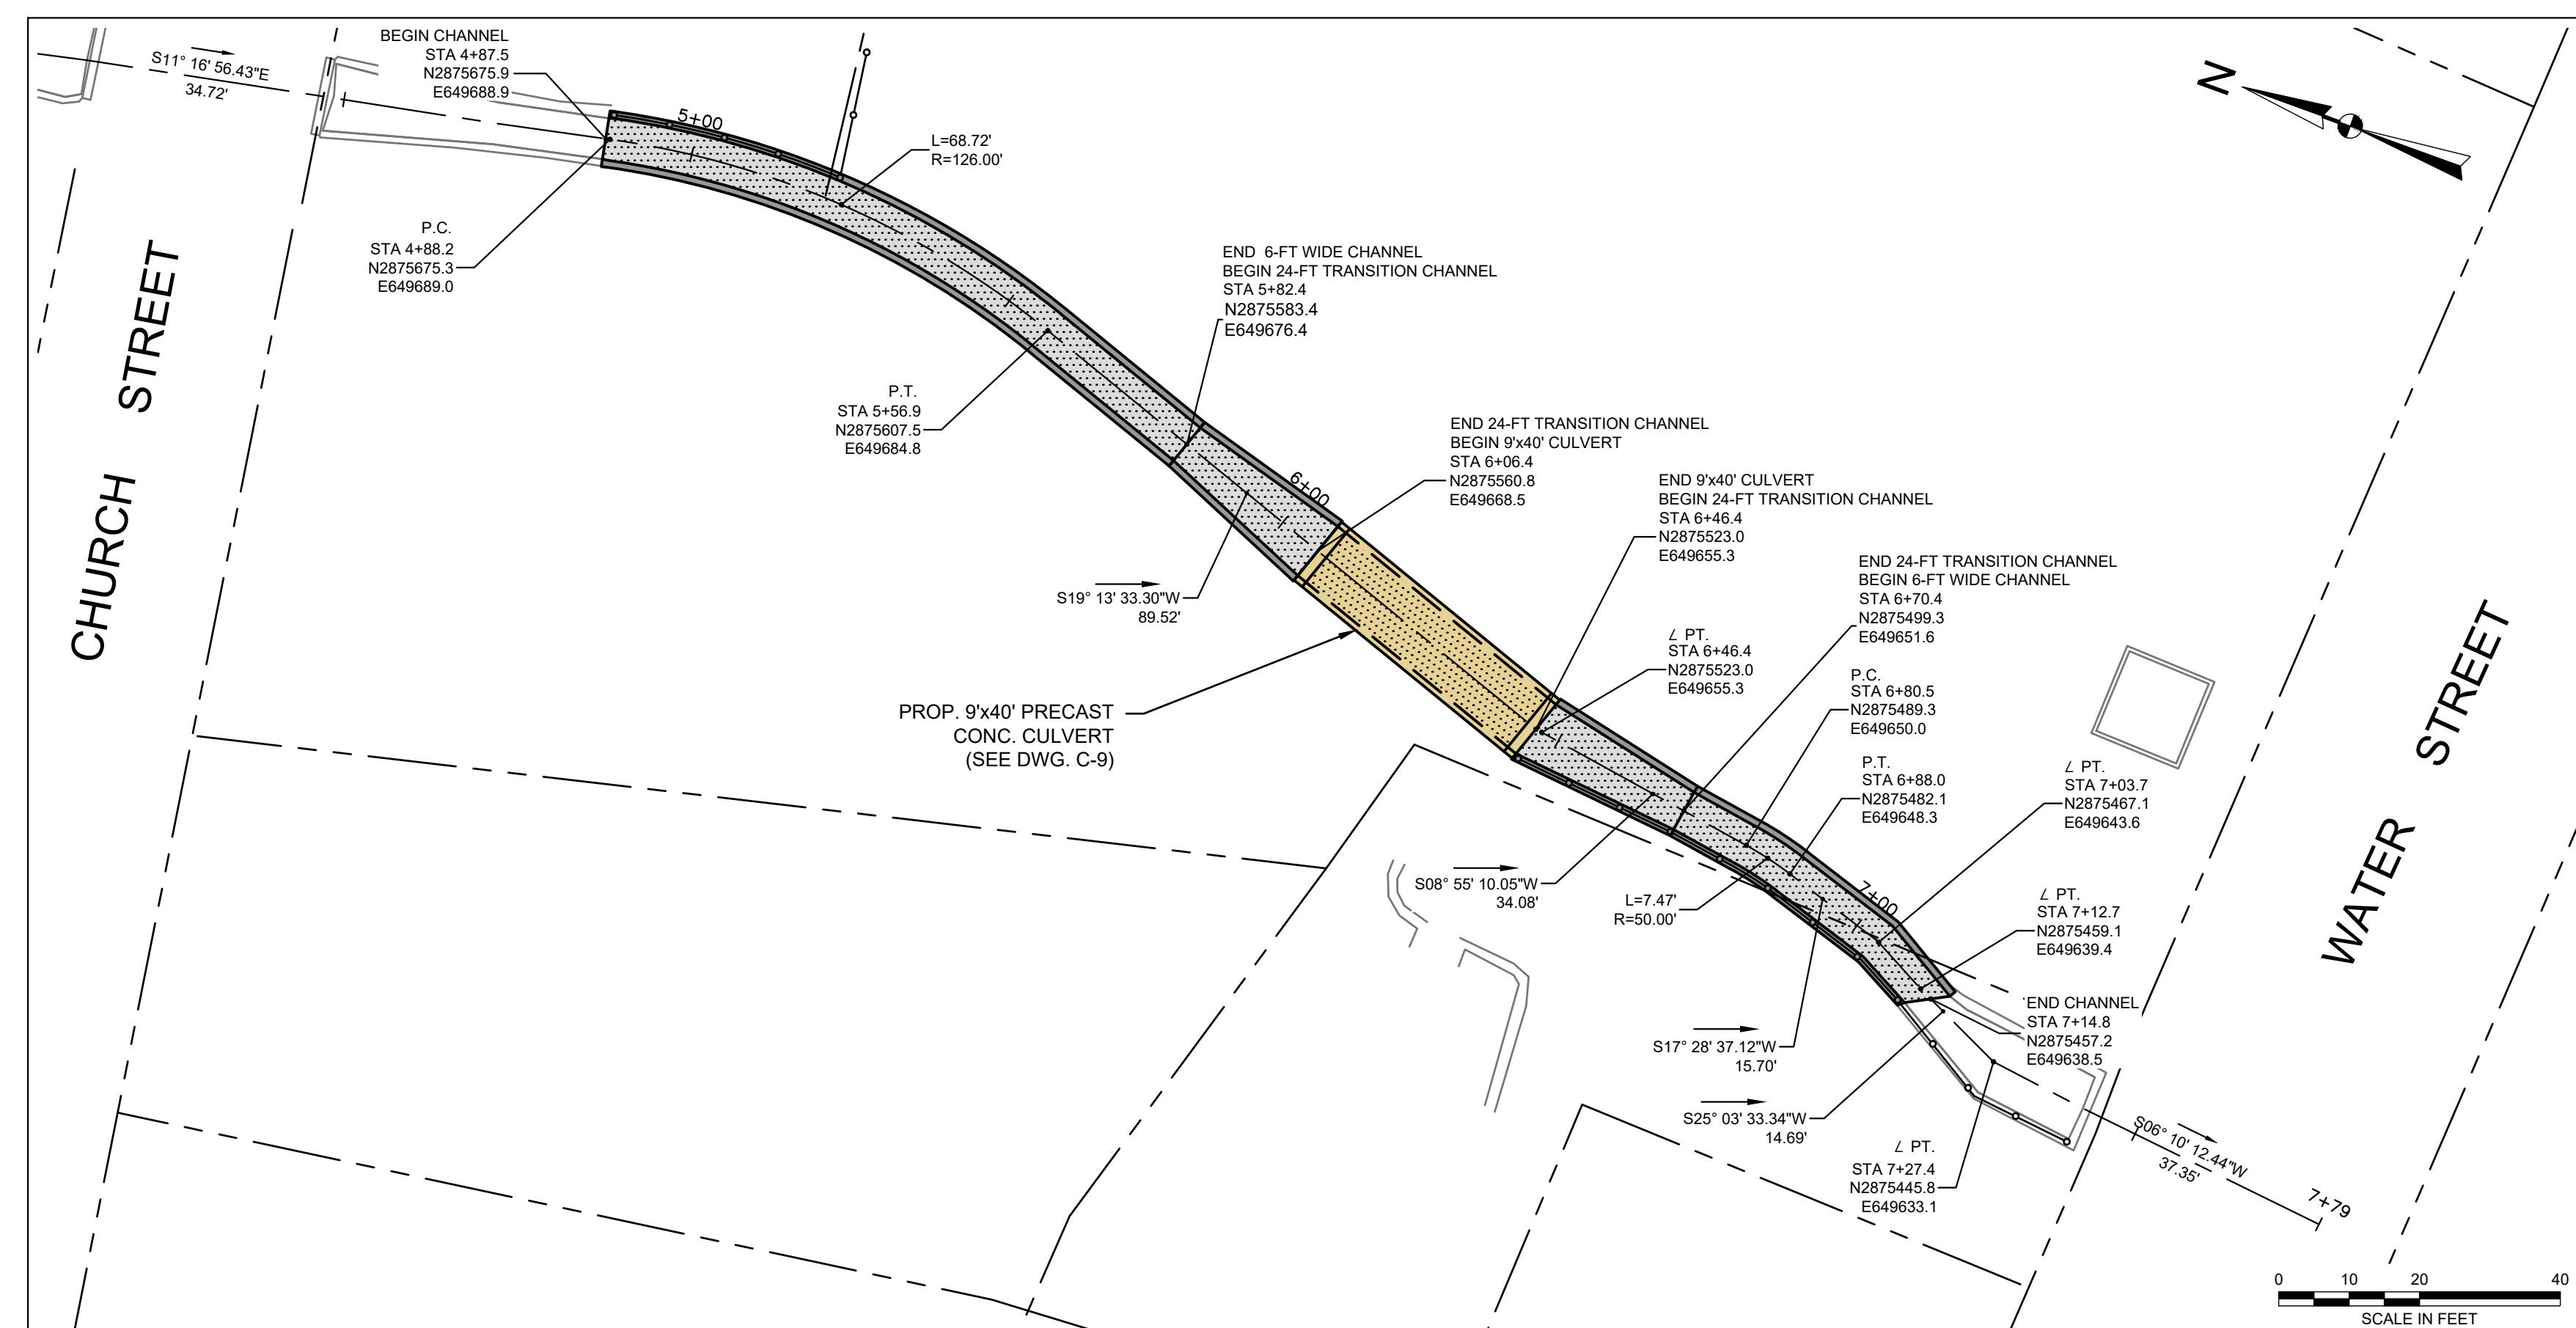 BEGIN CHANNEL
STA 4+87.5
N2875675.9
E649688.9
S11° 16' 56.43"E
34.72'
5+00
N
L=68.72'
R=126.00'
P.C.
STA 4+88.2
N2875675.3
E649689.0
CHURCH STREET
END 6-FT WIDE CHANNEL
BEGIN 24-FT TRANSITION CHANNEL
STA 5+82.4
N2875583.4
E649676.4
P.T.
STA 5+56.9
N2875607.5
E649684.8
END 24-FT TRANSITION CHANNEL
BEGIN 9'x40' CULVERT
STA 6+06.4
N2875560.8
E649668.5
6+00
END 9'x40' CULVERT
BEGIN 24-FT TRANSITION CHANNEL
STA 6+46.4
N2875523.0
E649655.3
END 24-FT TRANSITION CHANNEL
BEGIN 6-FT WIDE CHANNEL
STA 6+70.4
N2875499.3
E649651.6
S19° 13' 33.30"W
89.52'
∠ PT.
STA 6+46.4
N2875523.0
E649655.3
P.C.
STA 6+80.5
N2875489.3
E649650.0
PROP. 9'x40' PRECAST
CONC. CULVERT
(SEE DWG. C-9)
P.T.
STA 6+88.0
N2875482.1
E649648.3
∠ PT.
STA 7+03.7
N2875467.1
E649643.6
WATER STREET
S08° 55' 10.05"W
34.08'
L=7.47'
R=50.00'
7+00
∠ PT.
STA 7+12.7
N2875459.1
E649639.4
END CHANNEL
STA 7+14.8
N2875457.2
E649638.5
S17° 28' 37.12"W
15.70'
S25° 03' 33.34"W
14.69'
∠ PT.
STA 7+27.4
N2875445.8
E649633.1
S06° 10' 12.44"W
37.35'
7+79
0 10 20 40
SCALE IN FEET